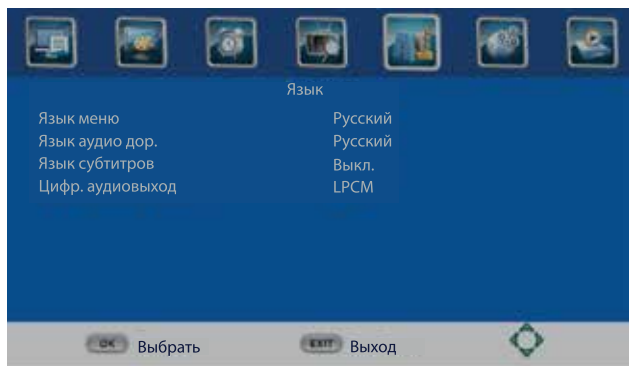 Язык
Язык меню Русский
Язык аудио дор. Русский
Язык субтитров Выкл.
Цифр. аудиовыход LPCM
OK Выбрать EXIT Выход